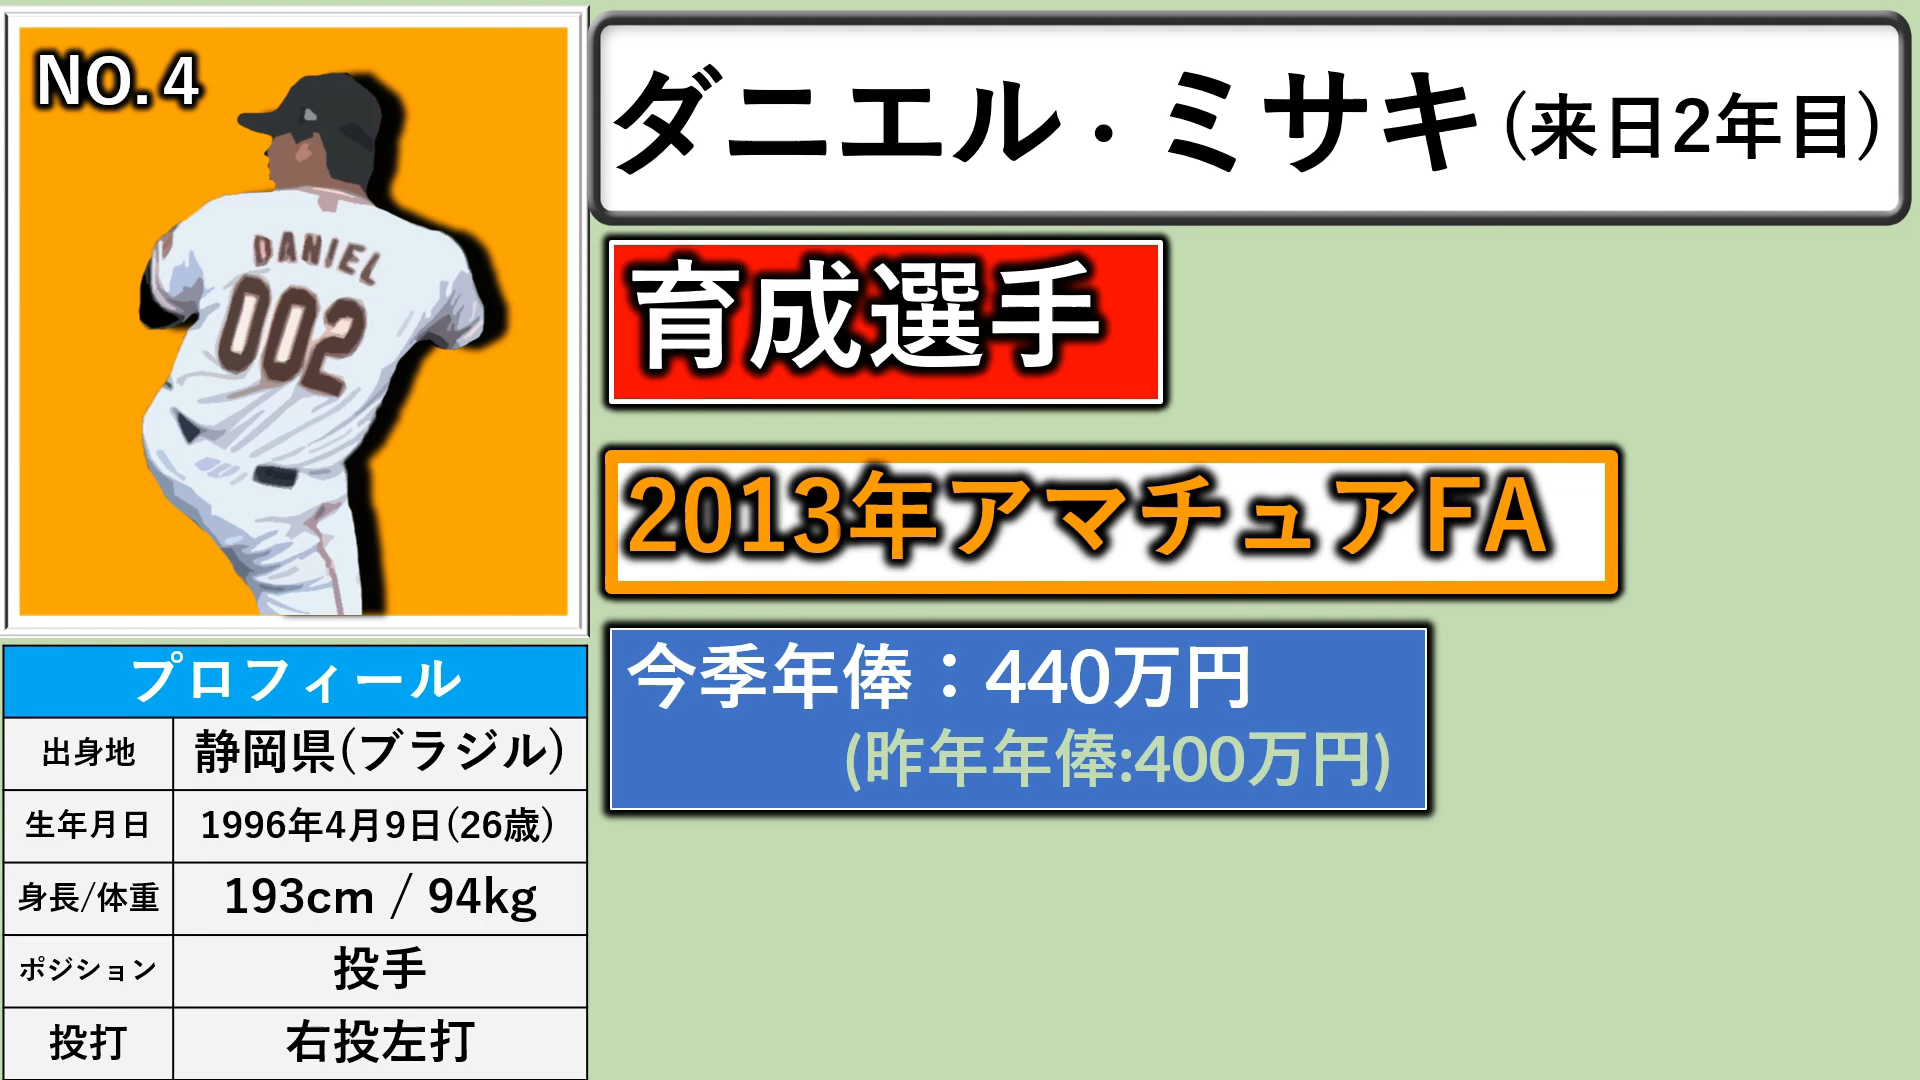 NO.4
DANIEL
002
ダニエル・ミサキ(来日2年目)
育成選手
2013年アマチュアFA
今季年俸：440万円
(昨年年俸:400万円)
プロフィール
出身地 静岡県(ブラジル)
生年月日 1996年4月9日(26歳)
身長/体重 193cm / 94kg
ポジション 投手
投打 右投左打